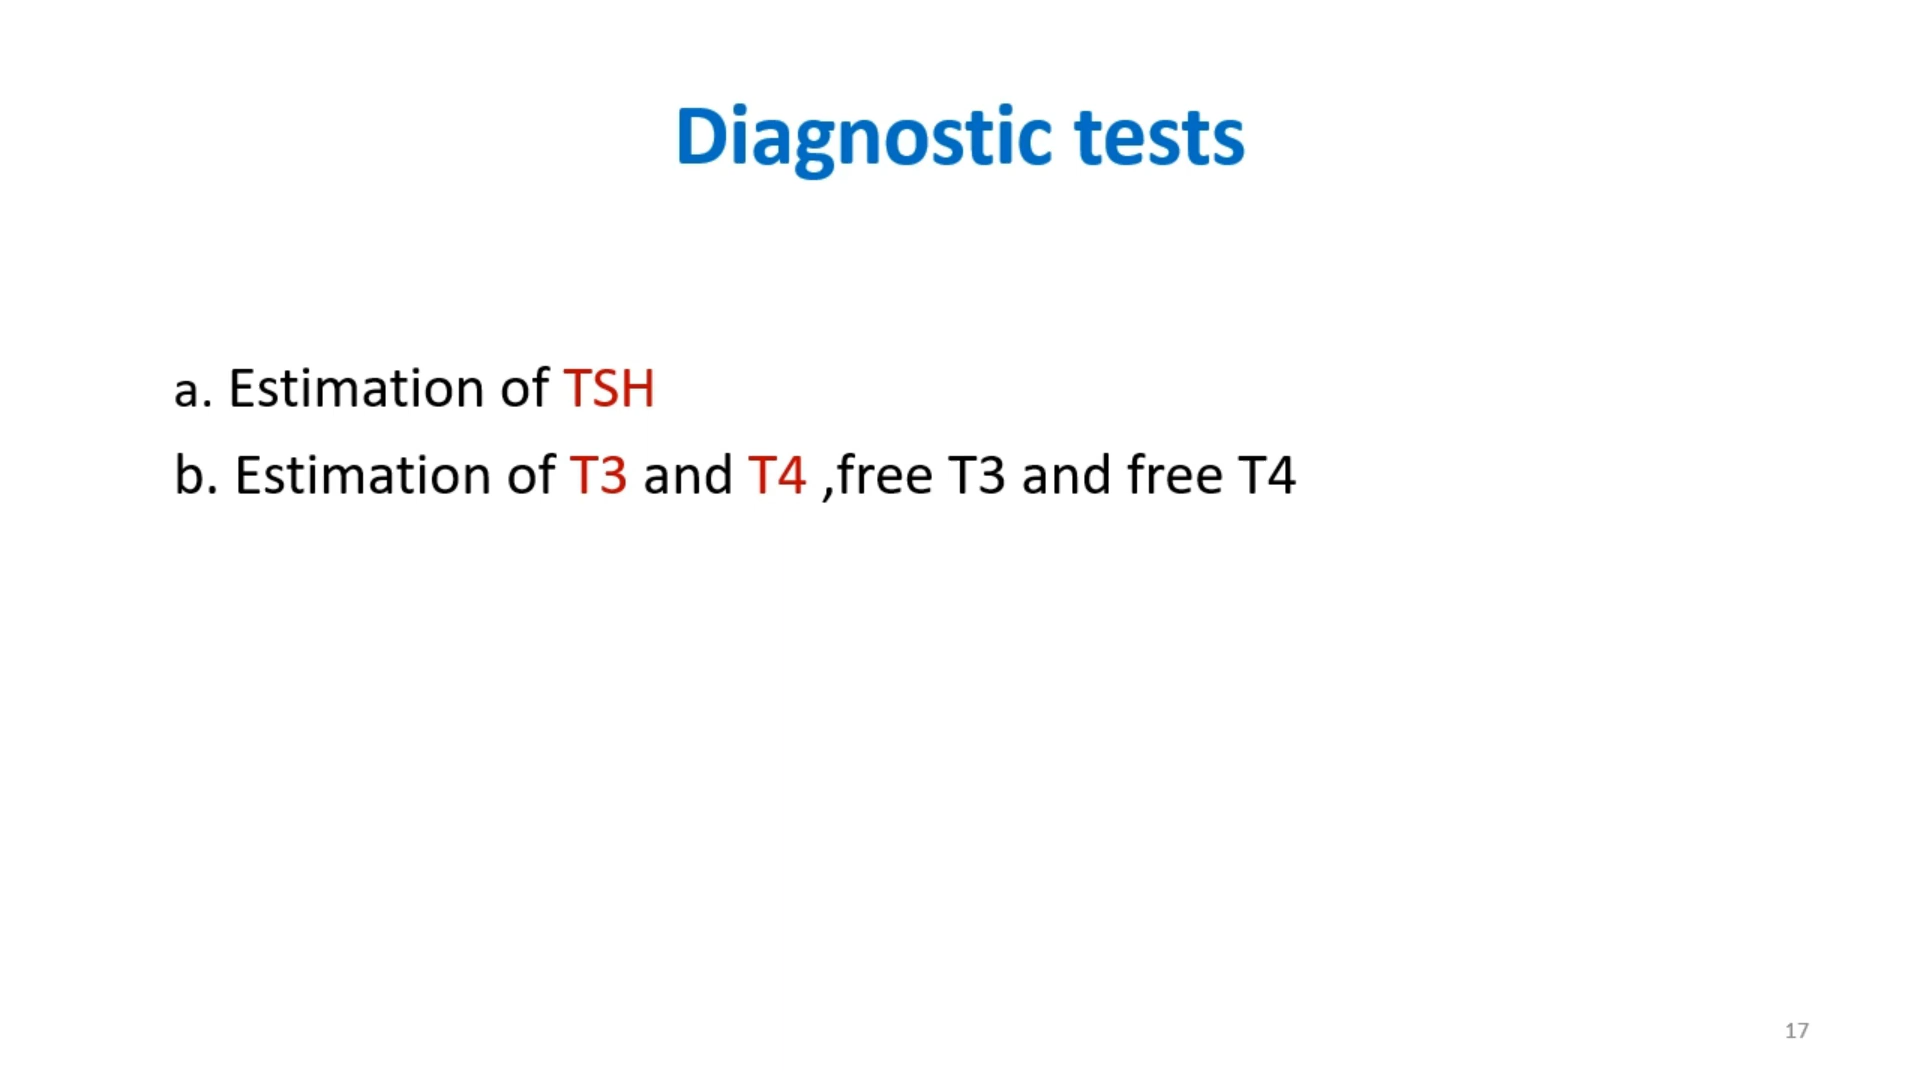 Diagnostic tests
a. Estimation of TSH
b. Estimation of T3 and T4 ,free T3 and free T4
17